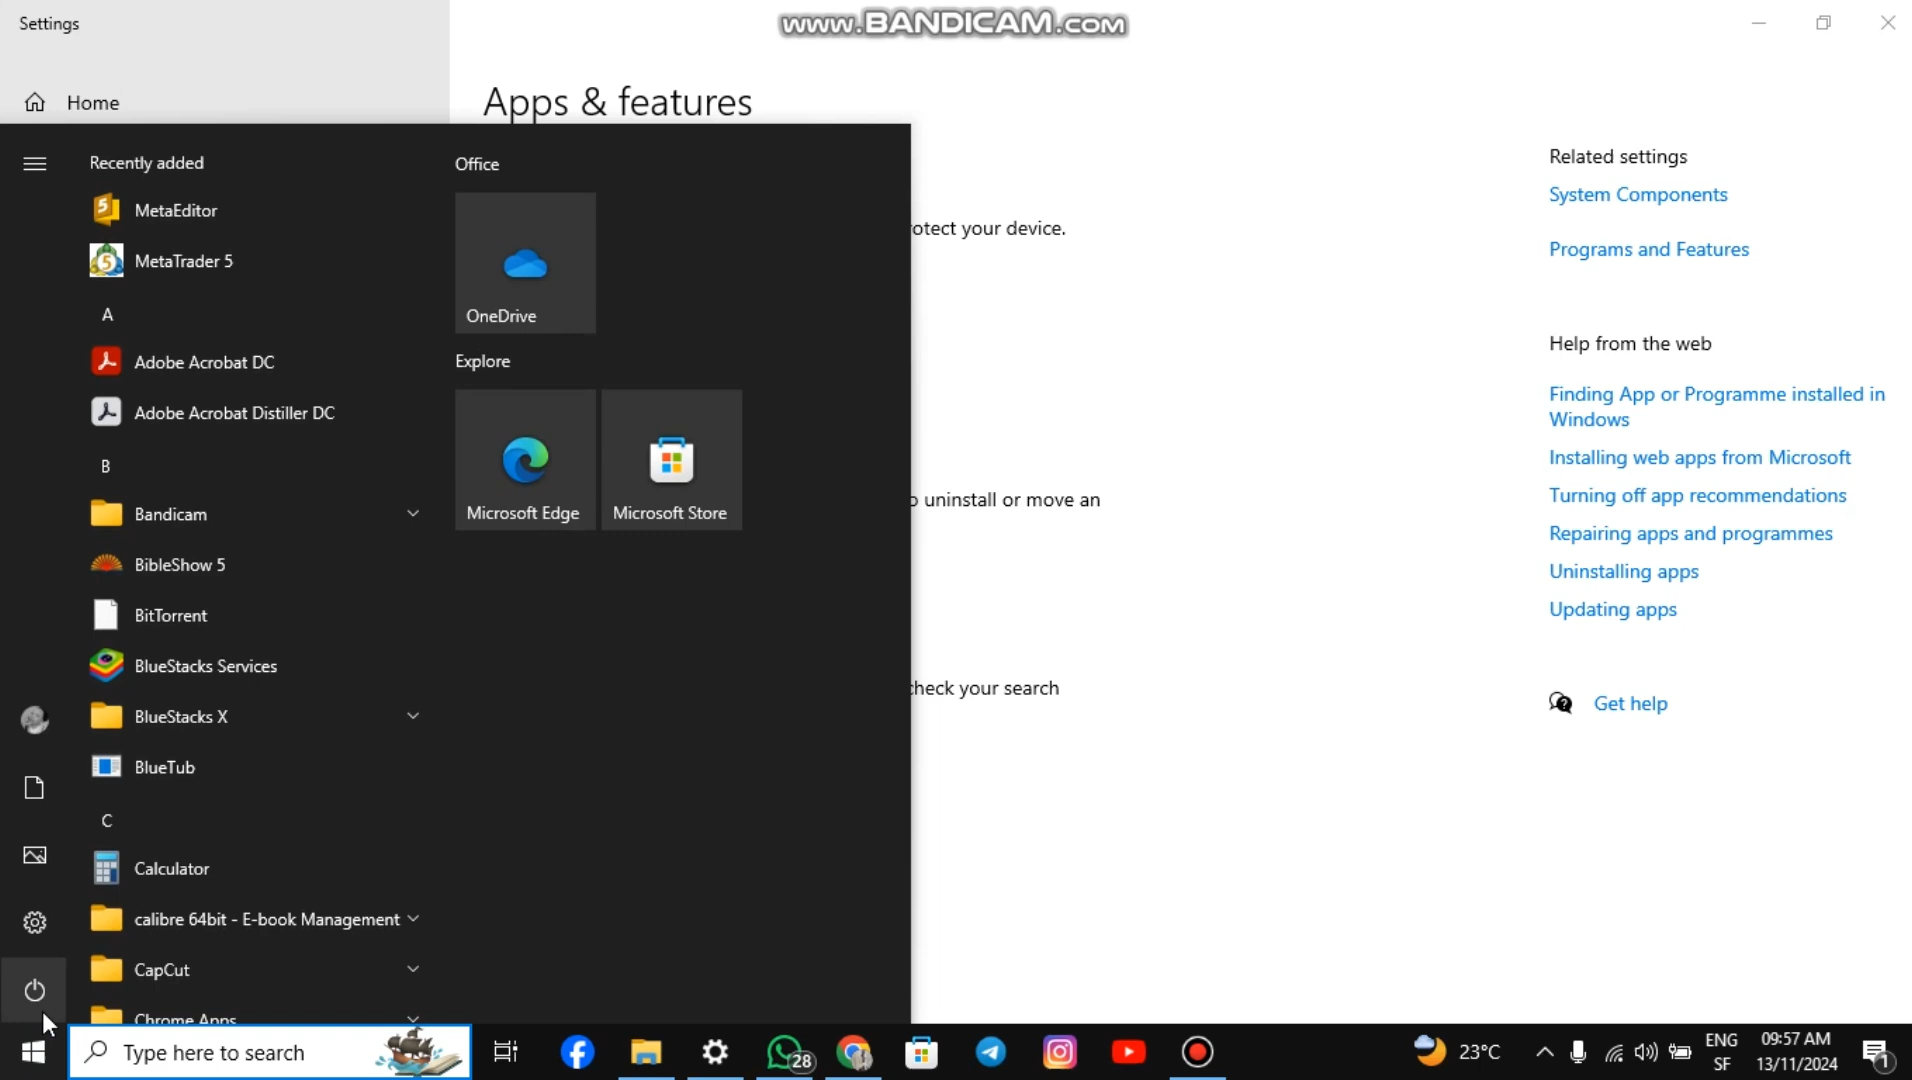 Settings
www.BANDICAM.com
Home
Apps & features
Recently added
MetaEditor
MetaTrader 5
A
Adobe Acrobat DC
Adobe Acrobat Distiller DC
B
Bandicam
BibleShow 5
BitTorrent
BlueStacks Services
BlueStacks X
BlueTub
C
Calculator
calibre 64bit - E-book Management
CapCut
Chrome Apps
Office
OneDrive
Explore
Microsoft Edge
Microsoft Store
rotect your device.
o uninstall or move an
check your search
Related settings
System Components
Programs and Features
Help from the web
Finding App or Programme installed in
Windows
Installing web apps from Microsoft
Turning off app recommendations
Repairing apps and programmes
Uninstalling apps
Updating apps
Get help
Type here to search
28
23°C
ENG
SF
09:57 AM
13/11/2024
1